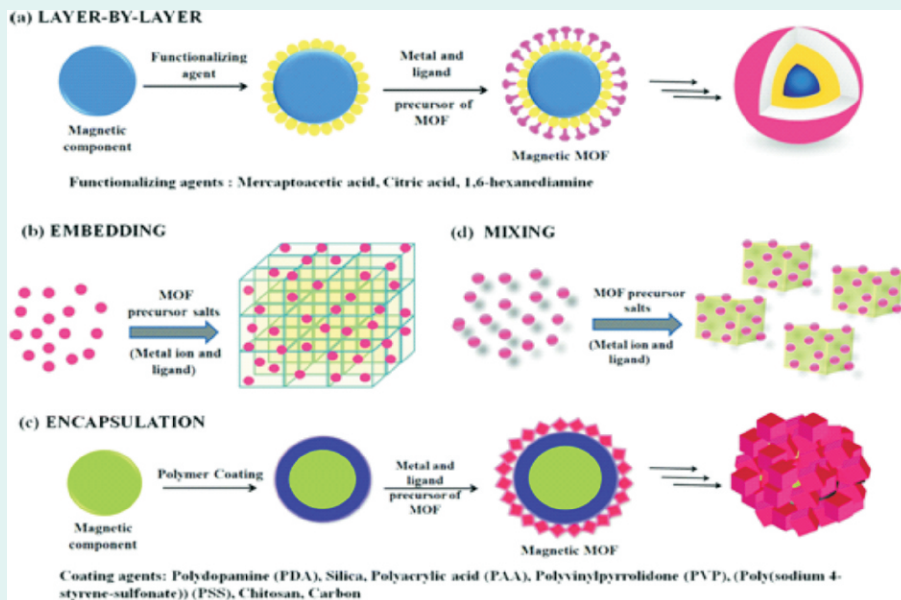 (a) LAYER-BY-LAYER
Functionalizing
agent
Metal and
ligand
precursor of
MOF
Magnetic
component
Magnetic MOF
Functionalizing agents : Mercaptoacetic acid, Citric acid, 1,6-hexanediamine
(b) EMBEDDING
MOF
precursor salts
(Metal ion and
ligand)
(d) MIXING
MOF precursor
salts
(Metal ion and
ligand)
(c) ENCAPSULATION
Polymer Coating
Metal and
ligand
precursor of
MOF
Magnetic
component
Magnetic MOF
Coating agents: Polydopamine (PDA), Silica, Polyacrylic acid (PAA), Polyvinylpyrrolidone (PVP), (Poly(sodium 4-
styrene-sulfonate)) (PSS), Chitosan, Carbon